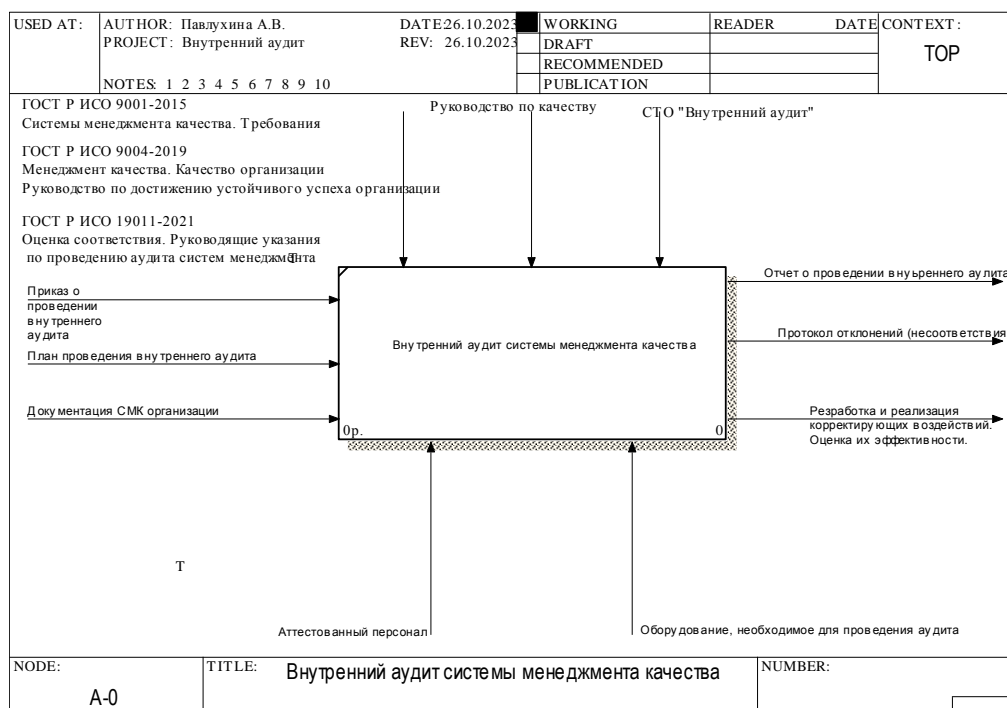 USED AT:
AUTHOR: Павлухина А.В.
DATE:26.10.2023
PROJECT: Внутренний аудит
REV: 26.10.2023
NOTES: 1 2 3 4 5 6 7 8 9 10
WORKING
DRAFT
RECOMMENDED
PUBLICATION
READER
DATE
CONTEXT:
TOP
ГОСТ Р ИСО 9001-2015
Системы менеджмента качества. Требования
ГОСТ Р ИСО 9004-2019
Менеджмент качества. Качество организации
Руководство по достижению устойчивого успеха организации
ГОСТ Р ИСО 19011-2021
Оценка соответствия. Руководящие указания
по проведению аудита систем менеджмента
Т
Руководство по качеству
СТО "Внутренний аудит"
Приказ о
проведении
внутреннего
аудита
План проведения внутреннего аудита
Документация СМК организации
Внутренний аудит системы менеджмента качества
0р.
0
Отчет о проведении внуьреннего аулита
Протокол отклонений (несоответствия
Резработка и реализация
корректирующих воздействий.
Оценка их эффективности.
Т
Аттестованный персонал
Оборудование, необходимое для проведения аудита
NODE:
A-0
TITLE:
Внутренний аудит системы менеджмента качества
NUMBER: